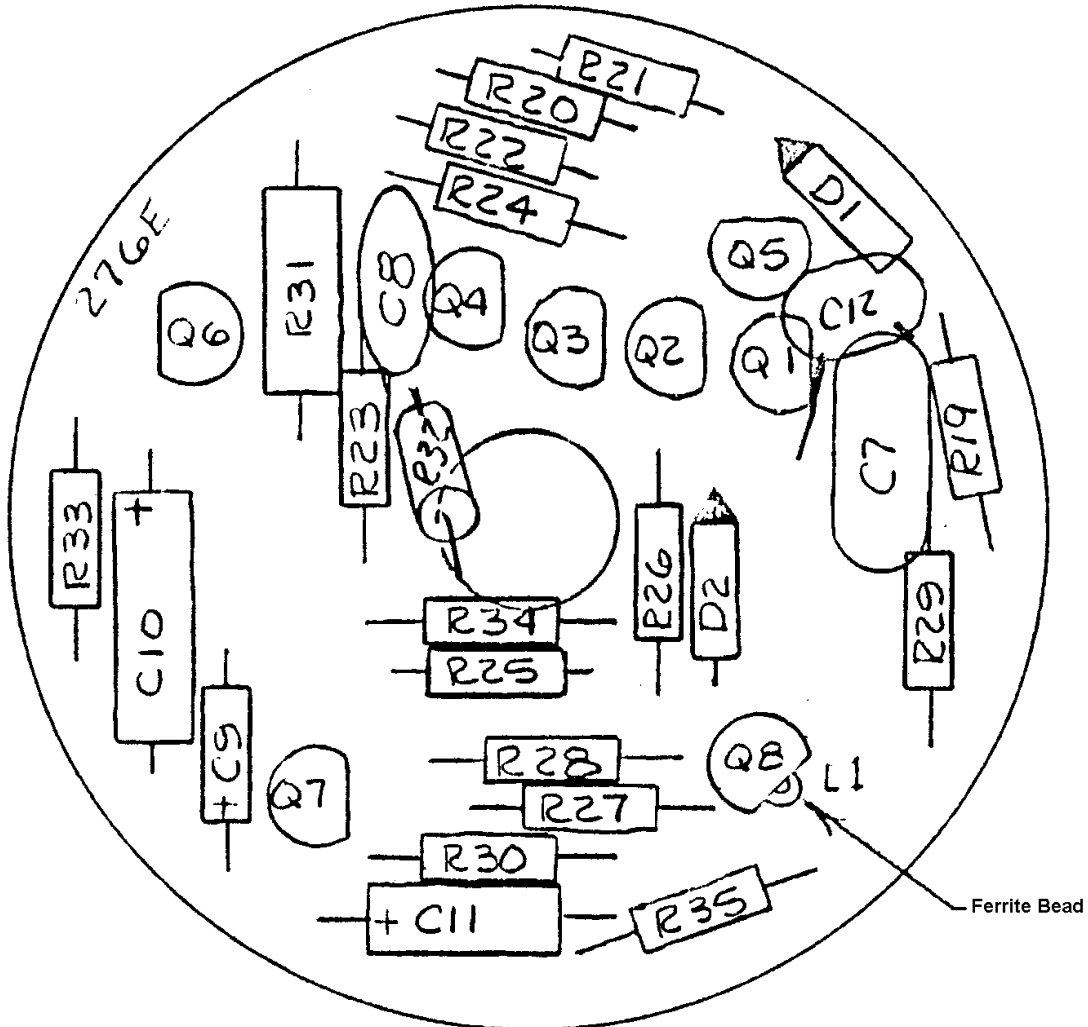 R21
R20
R22
R24
D1
276E
R31
C8
Q4
Q5
C12
Q6
Q3
Q2
Q1
R19
R23
R32
C7
R33
+
C10
R26
D2
R34
R25
R29
C9
+
Q7
R28
Q8
L1
R27
R30
+ C11
R35
Ferrite Bead